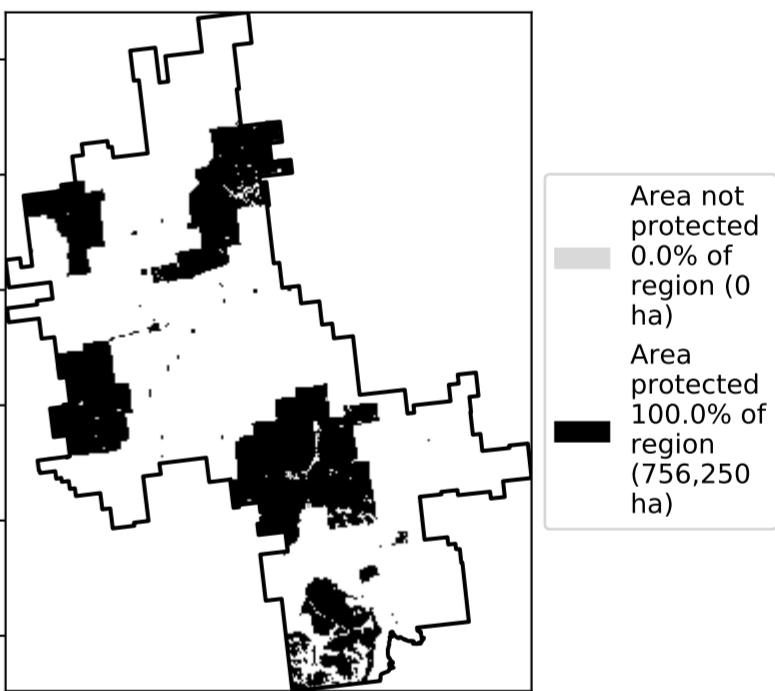 Area not
protected
0.0% of
region (0
ha)
Area
protected
100.0% of
region
(756,250
ha)